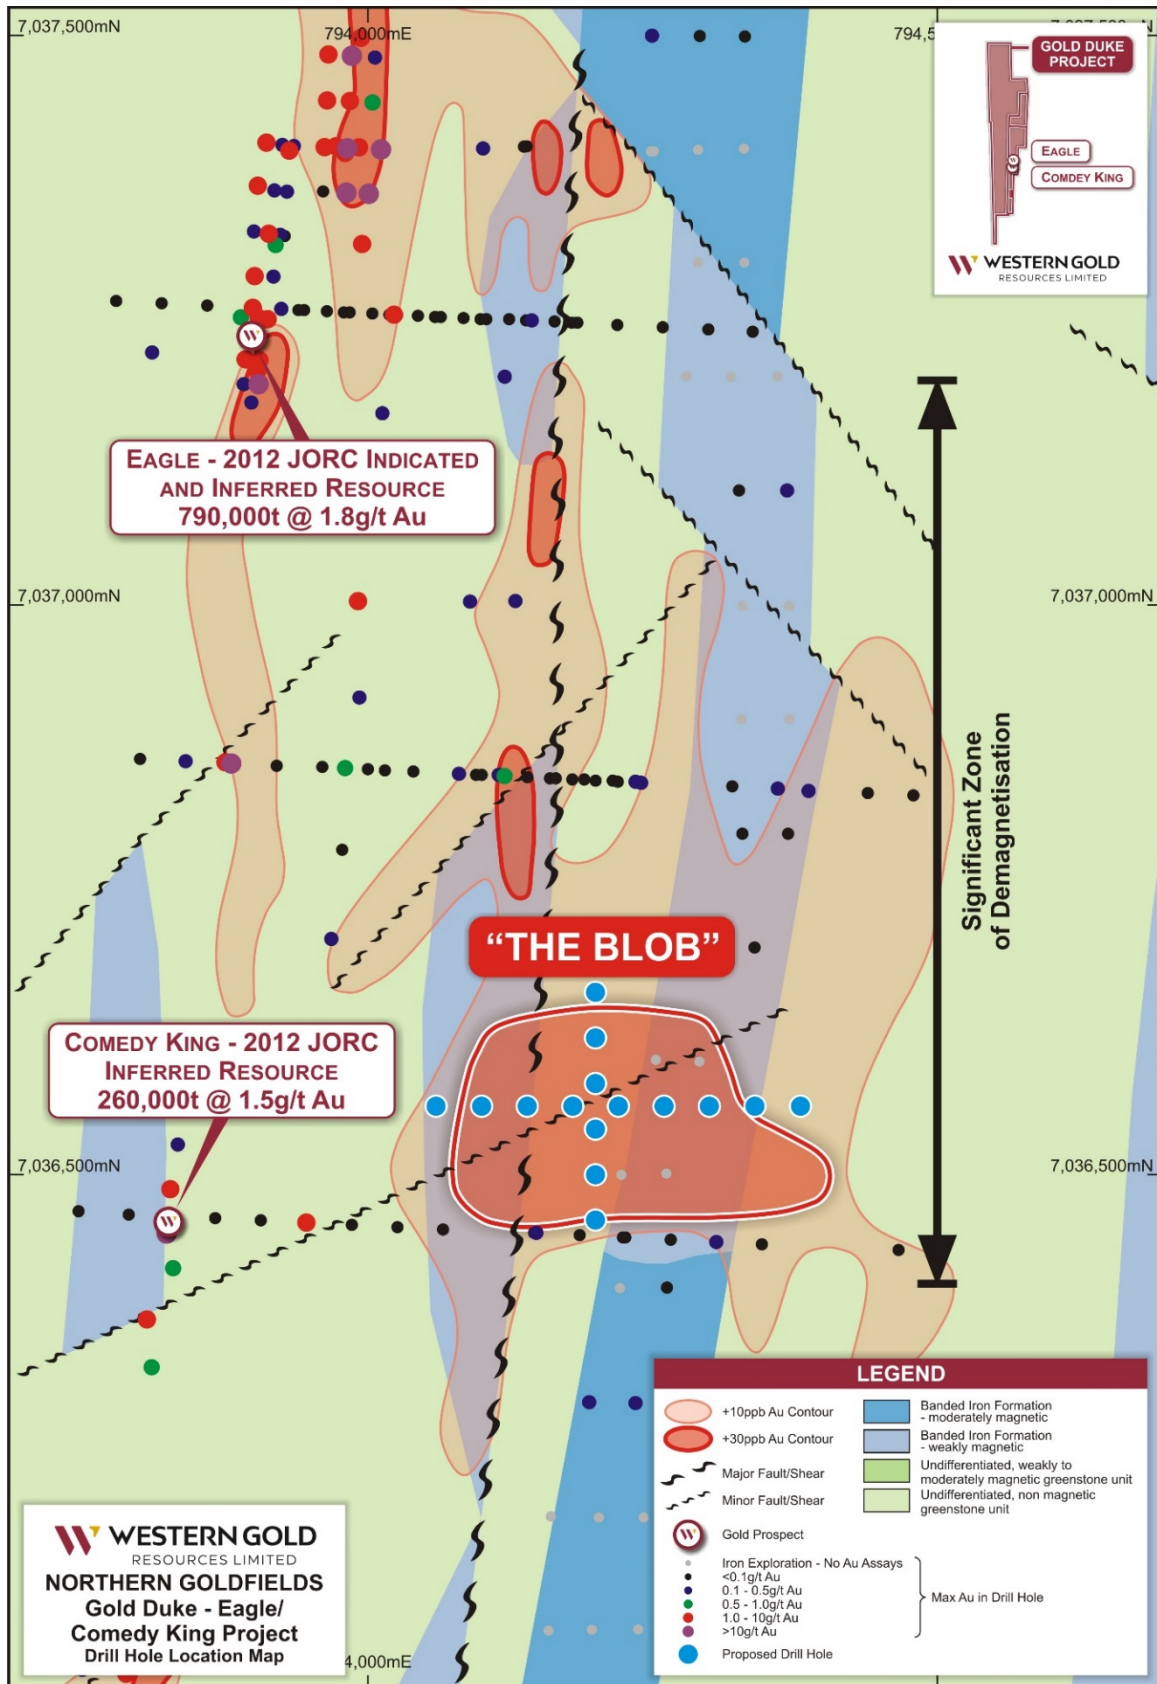 7,037,500mN
794,000mE
794,5
7,037,500mN
GOLD DUKE
PROJECT
EAGLE
COMDEY KING
WESTERN GOLD
RESOURCES LIMITED
EAGLE - 2012 JORC INDICATED
AND INFERRED RESOURCE
790,000t @ 1.8g/t Au
7,037,000mN
7,037,000mN
Significant Zone
of Demagnetisation
"THE BLOB"
COMEDY KING - 2012 JORC
INFERRED RESOURCE
260,000t @ 1.5g/t Au
7,036,500mN
7,036,500mN
LEGEND
+10ppb Au Contour
+30ppb Au Contour
Major Fault/Shear
Minor Fault/Shear
Gold Prospect
Iron Exploration - No Au Assays
<0.1g/t Au
0.1 - 0.5g/t Au
0.5 - 1.0g/t Au
1.0 - 10g/t Au
>10g/t Au
Proposed Drill Hole
Banded Iron Formation
- moderately magnetic
Banded Iron Formation
- weakly magnetic
Undifferentiated, weakly to
moderately magnetic greenstone unit
Undifferentiated, non magnetic
greenstone unit
Max Au in Drill Hole
WESTERN GOLD
RESOURCES LIMITED
NORTHERN GOLDFIELDS
Gold Duke - Eagle/
Comedy King Project
Drill Hole Location Map
4,000mE